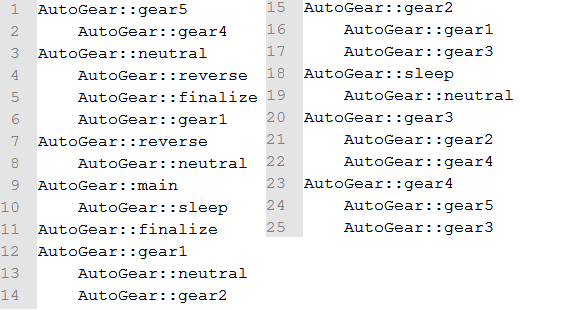 1 AutoGear::gear5
2 AutoGear::gear4
3 AutoGear::neutral
4 AutoGear::reverse
5 AutoGear::finalize
6 AutoGear::gear1
7 AutoGear::reverse
8 AutoGear::neutral
9 AutoGear::main
10 AutoGear::sleep
11 AutoGear::finalize
12 AutoGear::gear1
13 AutoGear::neutral
14 AutoGear::gear2
15 AutoGear::gear2
16 AutoGear::gear1
17 AutoGear::gear3
18 AutoGear::sleep
19 AutoGear::neutral
20 AutoGear::gear3
21 AutoGear::gear2
22 AutoGear::gear4
23 AutoGear::gear4
24 AutoGear::gear5
25 AutoGear::gear3